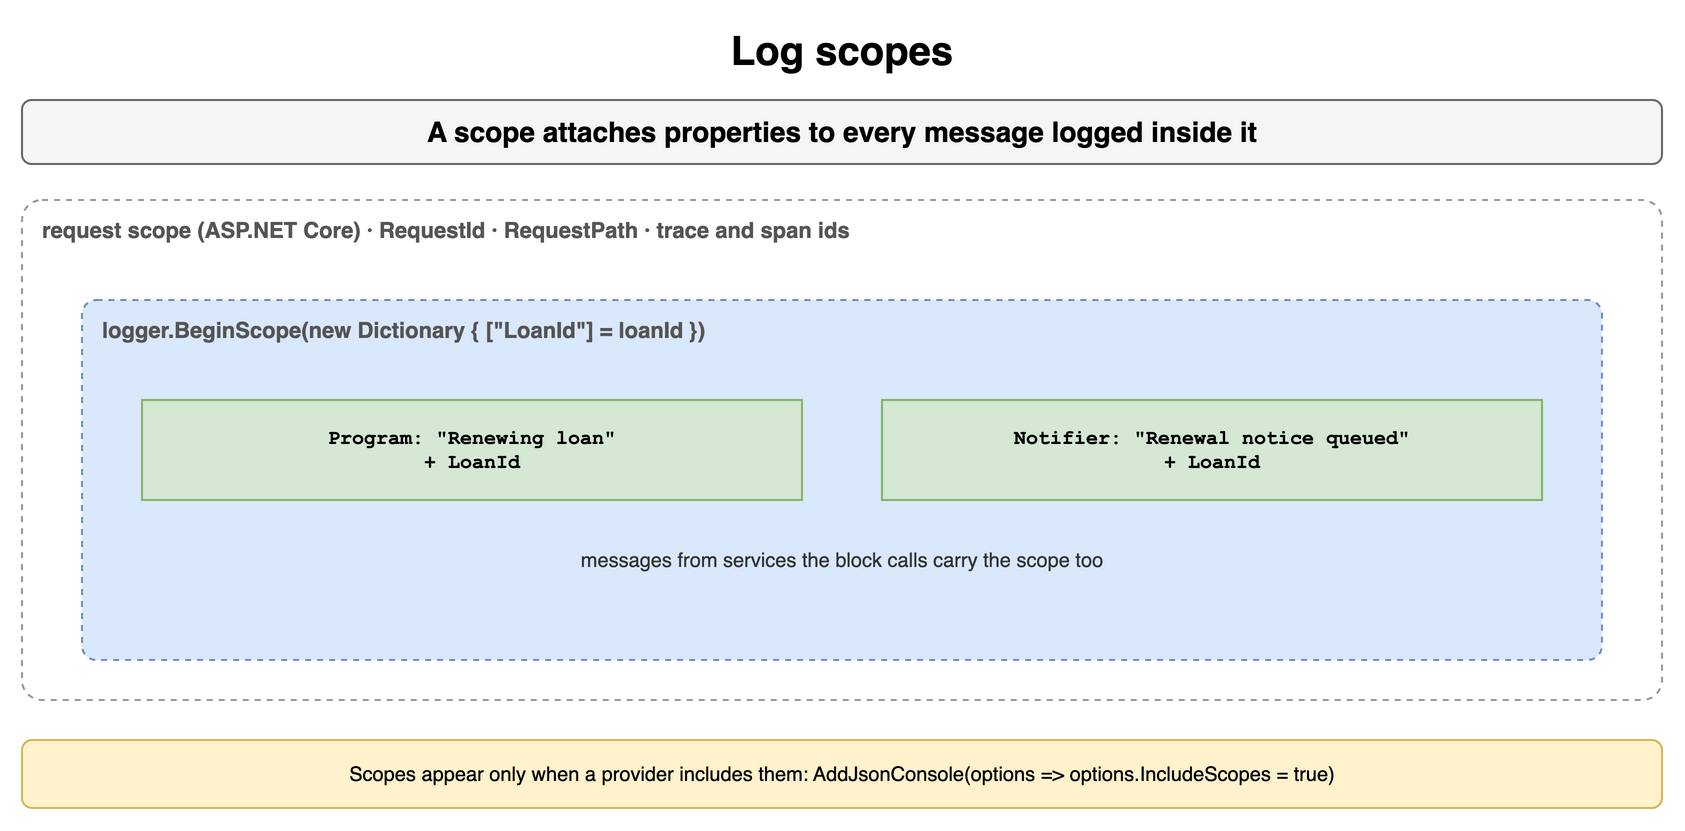 Log scopes
A scope attaches properties to every message logged inside it
request scope (ASP.NET Core) · RequestId · RequestPath · trace and span ids
logger.BeginScope(new Dictionary { ["LoanId"] = loanId })
Program: "Renewing loan"
+ LoanId
Notifier: "Renewal notice queued"
+ LoanId
messages from services the block calls carry the scope too
Scopes appear only when a provider includes them: AddJsonConsole(options => options.IncludeScopes = true)